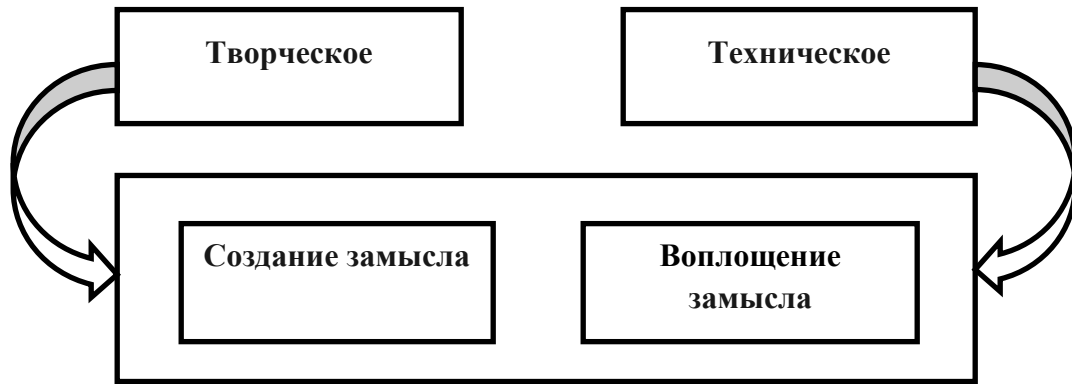 Творческое
Техническое
Создание замысла
Воплощение
замысла